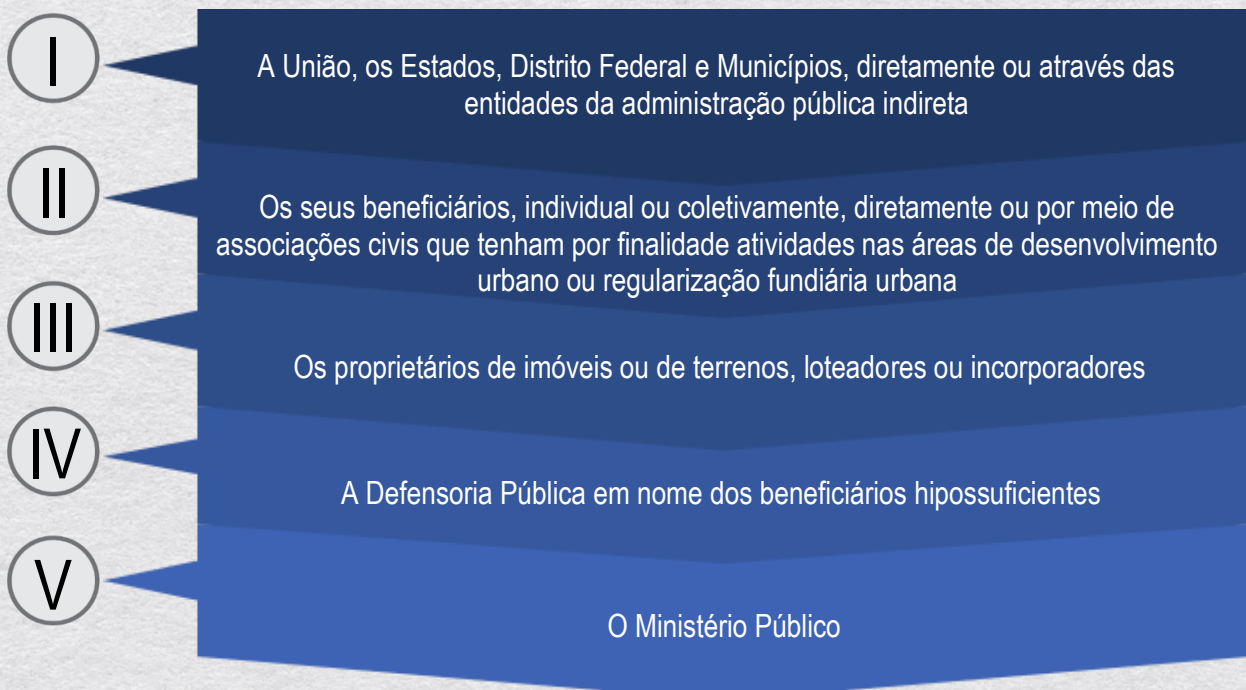 I
A União, os Estados, Distrito Federal e Municípios, diretamente ou através das
entidades da administração pública indireta
II
Os seus beneficiários, individual ou coletivamente, diretamente ou por meio de
associações civis que tenham por finalidade atividades nas áreas de desenvolvimento
urbano ou regularização fundiária urbana
III
Os proprietários de imóveis ou de terrenos, loteadores ou incorporadores
IV
A Defensoria Pública em nome dos beneficiários hipossuficientes
V
O Ministério Público